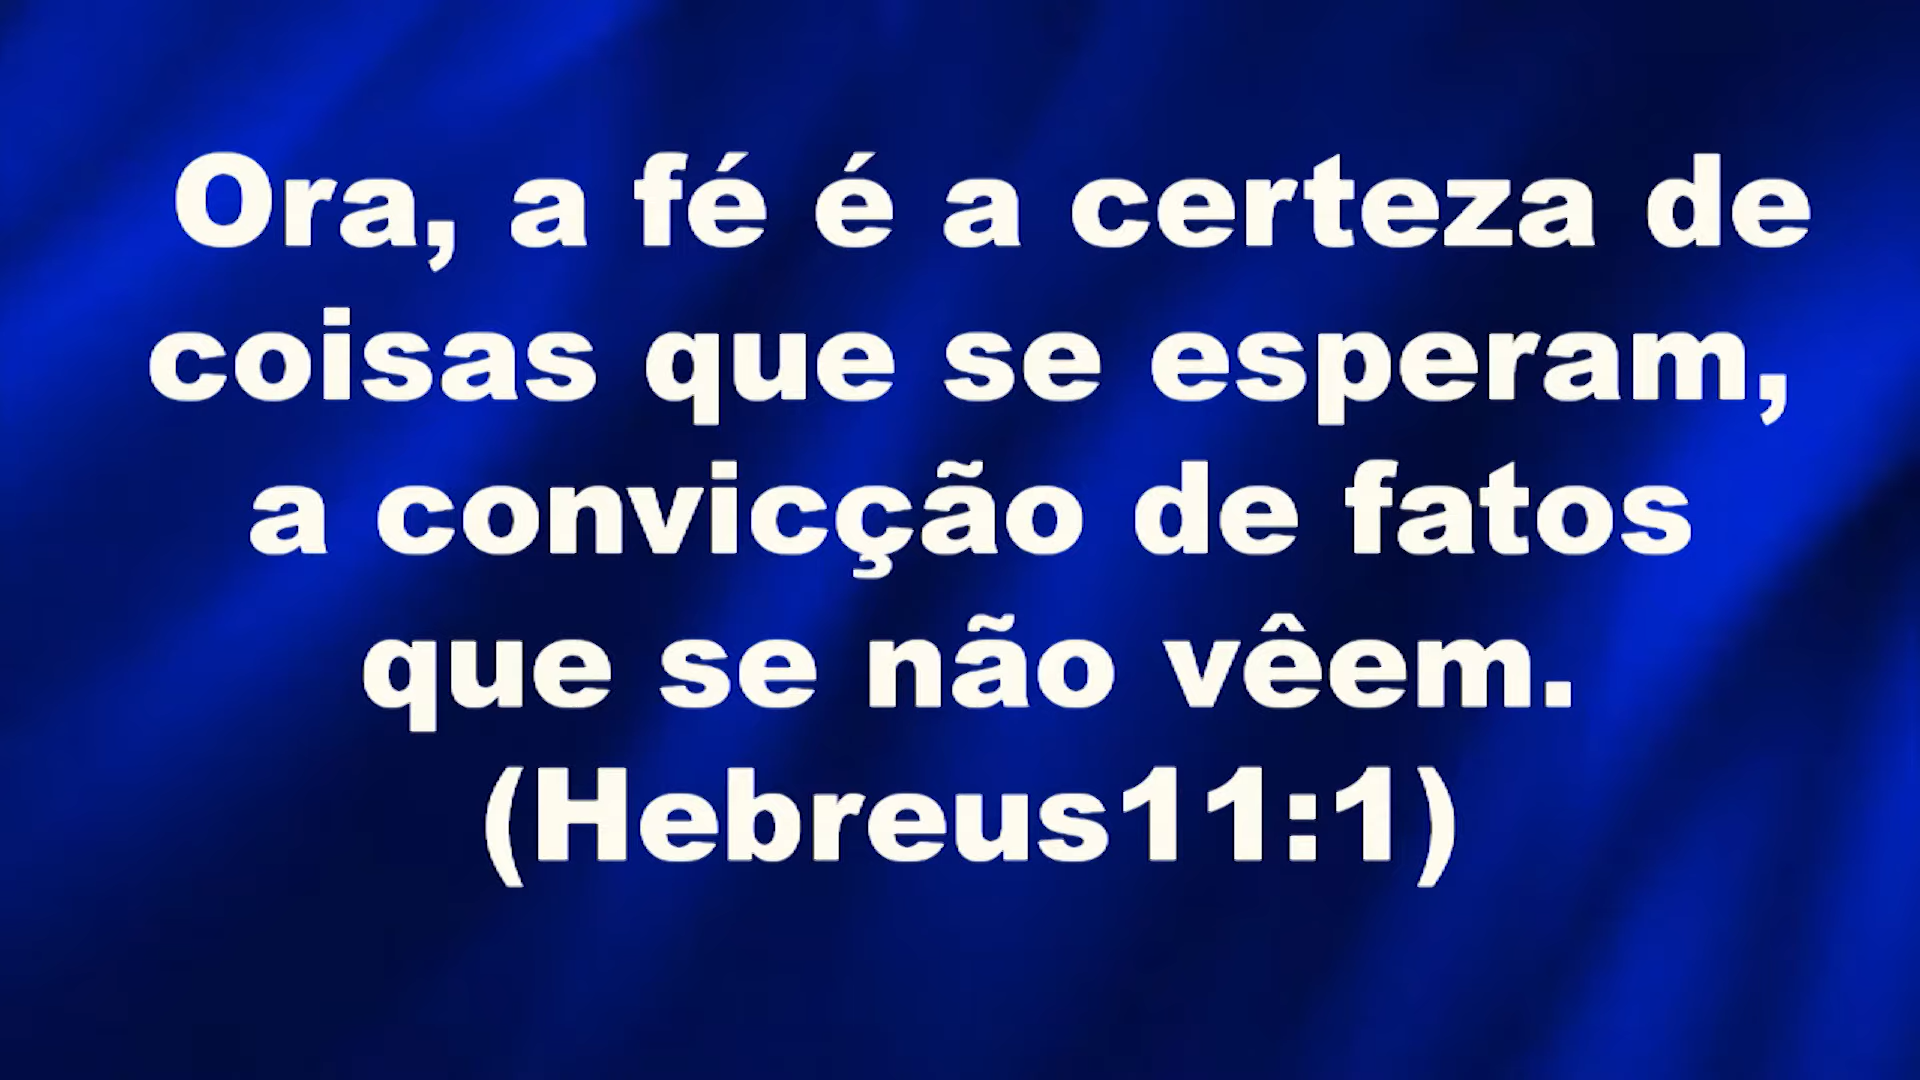 Ora, a fé é a certeza de
coisas que se esperam,
a convicção de fatos
que se não vêem.
(Hebreus11:1)